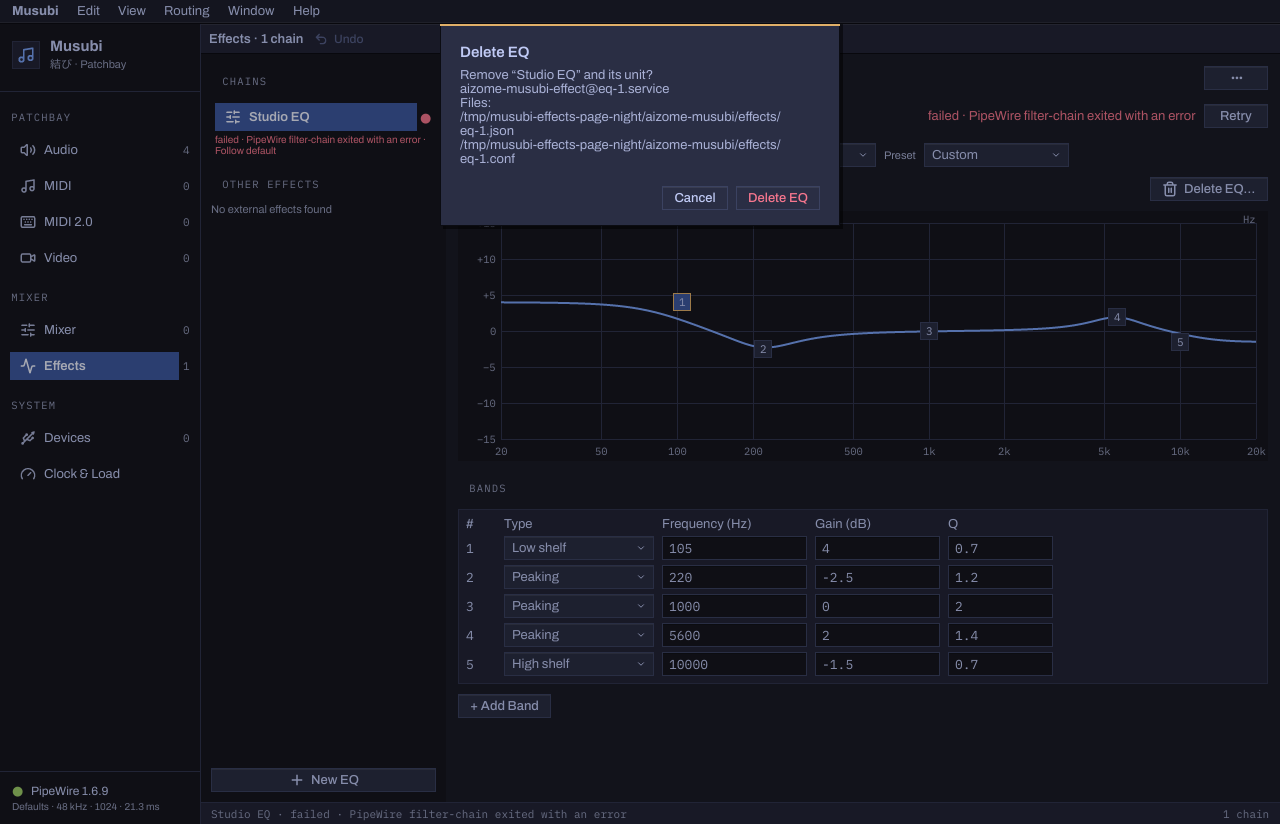 Musubi Edit View Routing Window Help
Musubi
結び · Patchbay
PATCHBAY
Audio 4
MIDI 0
MIDI 2.0 0
Video 0
MIXER
Mixer 0
Effects 1
SYSTEM
Devices 0
Clock & Load
PipeWire 1.6.9
Defaults · 48 kHz · 1024 · 21.3 ms
Effects · 1 chain Undo
CHAINS
Studio EQ
failed · PipeWire filter-chain exited with an error ·
Follow default
OTHER EFFECTS
No external effects found
New EQ
Delete EQ
Remove “Studio EQ” and its unit?
aizome-musubi-effect@eq-1.service
Files:
/tmp/musubi-effects-page-night/aizome-musubi/effects/
eq-1.json
/tmp/musubi-effects-page-night/aizome-musubi/effects/
eq-1.conf
Cancel Delete EQ
···
failed · PipeWire filter-chain exited with an error Retry
Preset Custom
Delete EQ...
Hz
+10
+5
0
−5
−10
−15
1 2 3 4 5
20 50 100 200 500 1k 2k 5k 10k 20k
BANDS
# Type Frequency (Hz) Gain (dB) Q
1 Low shelf 105 4 0.7
2 Peaking 220 -2.5 1.2
3 Peaking 1000 0 2
4 Peaking 5600 2 1.4
5 High shelf 10000 -1.5 0.7
+ Add Band
Studio EQ · failed · PipeWire filter-chain exited with an error 1 chain